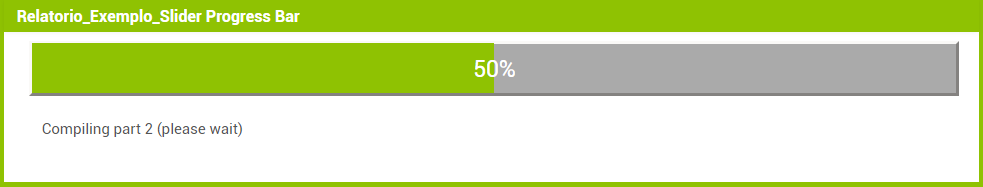 Relatorio_Exemplo_Slider Progress Bar
50%
Compiling part 2 (please wait)